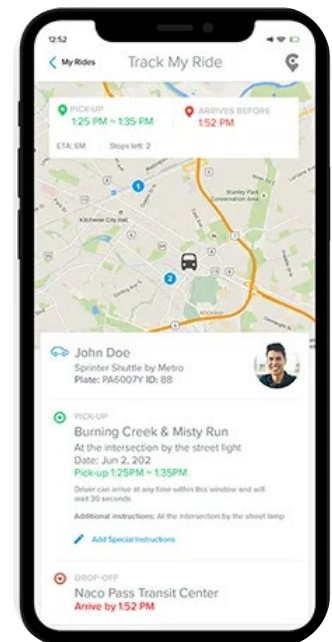 12:52
My Rides
Track My Ride
PICK-UP
1:25 PM ~ 1:35 PM
ARRIVES BEFORE
1:52 PM
ETA: 6M Stops left: 2
Stanley Park
Conservation Area
Kitchener City Hall
1
2
John Doe
Sprinter Shuttle by Metro
Plate: PA6007Y ID: 88
PICK-UP
Burning Creek & Misty Run
At the intersection by the street light
Date: Jun 2, 202
Pick-up 1:25PM ~ 1:35PM
Driver can arrive at any time within this window and will
wait 30 seconds
Additional instructions: At the intersection by the street lamp
Add Special Instructions
DROP-OFF
Naco Pass Transit Center
Arrive by 1:52 PM